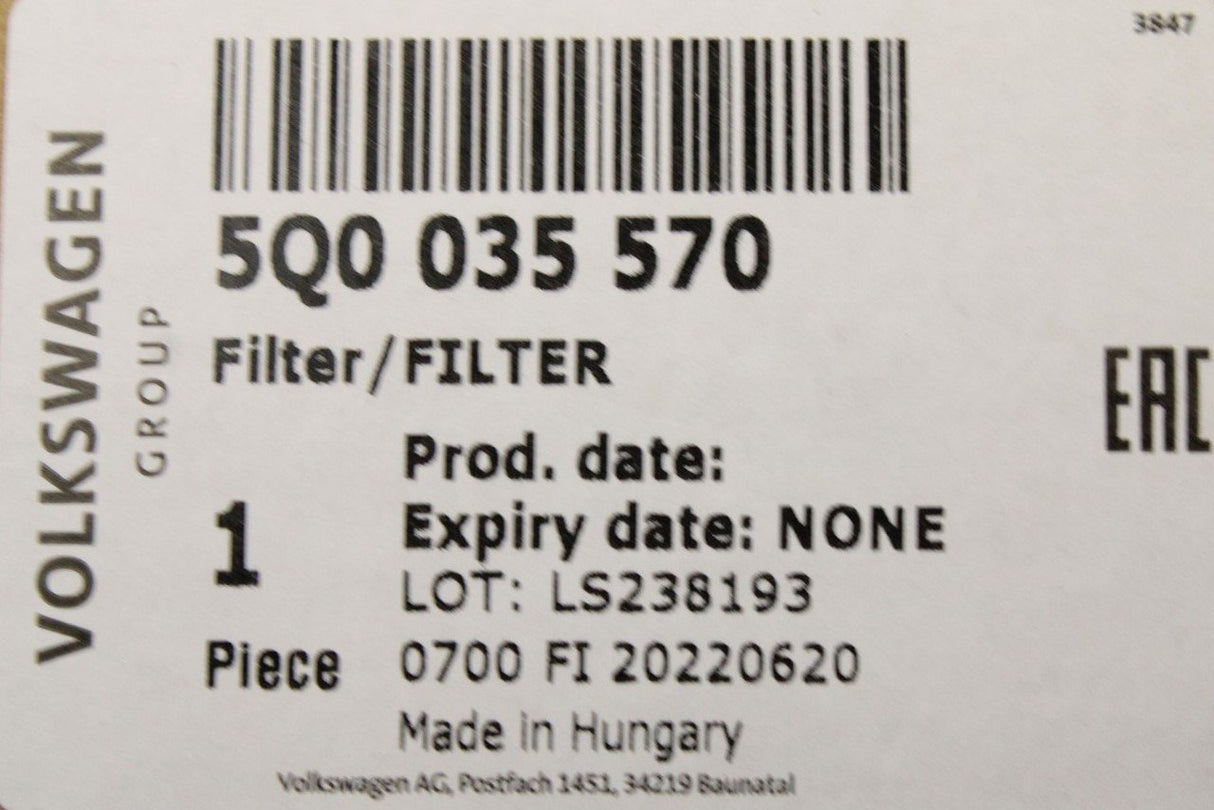 3847
VOLKSWAGEN
GROUP
5Q0 035 570
Filter/FILTER
EAC
Prod. date:
1
Expiry date: NONE
LOT: LS238193
Piece
0700 FI 20220620
Made in Hungary
Volkswagen AG, Postfach 1451, 34219 Baunatal